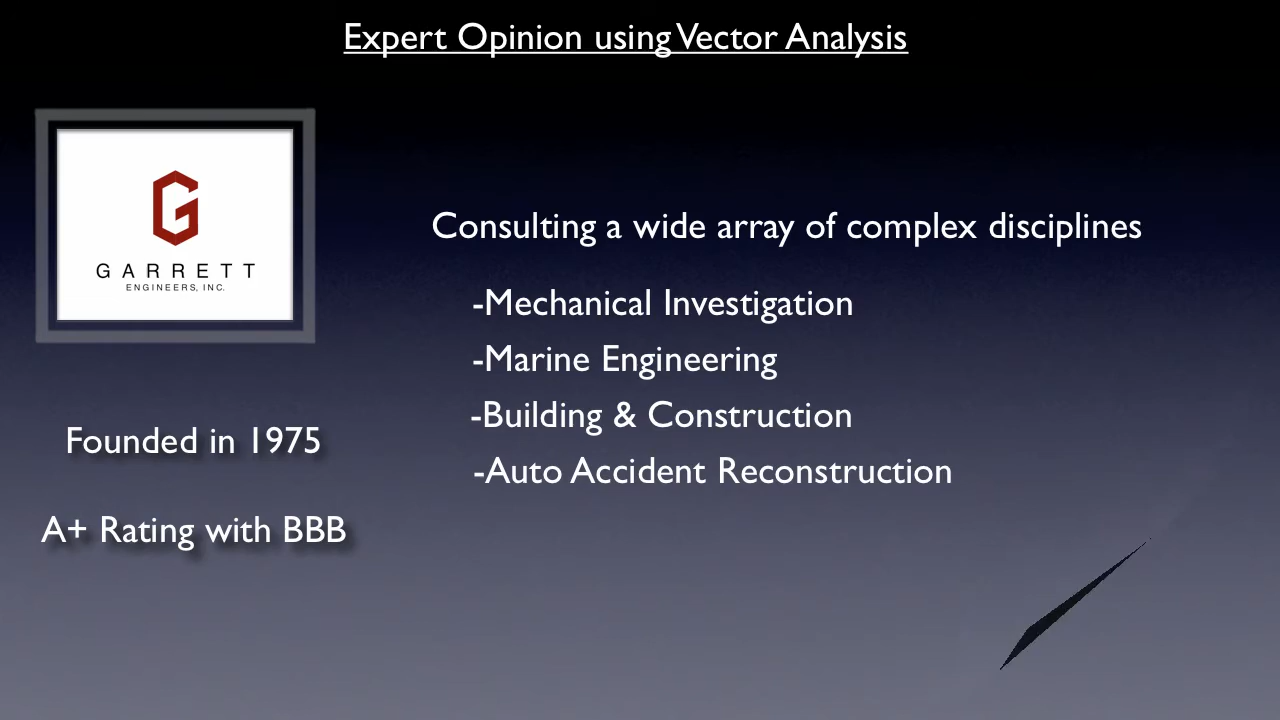 Expert Opinion using Vector Analysis
G
GARRETT
ENGINEERS, INC.
Founded in 1975
A+ Rating with BBB
Consulting a wide array of complex disciplines
-Mechanical Investigation
-Marine Engineering
-Building & Construction
-Auto Accident Reconstruction